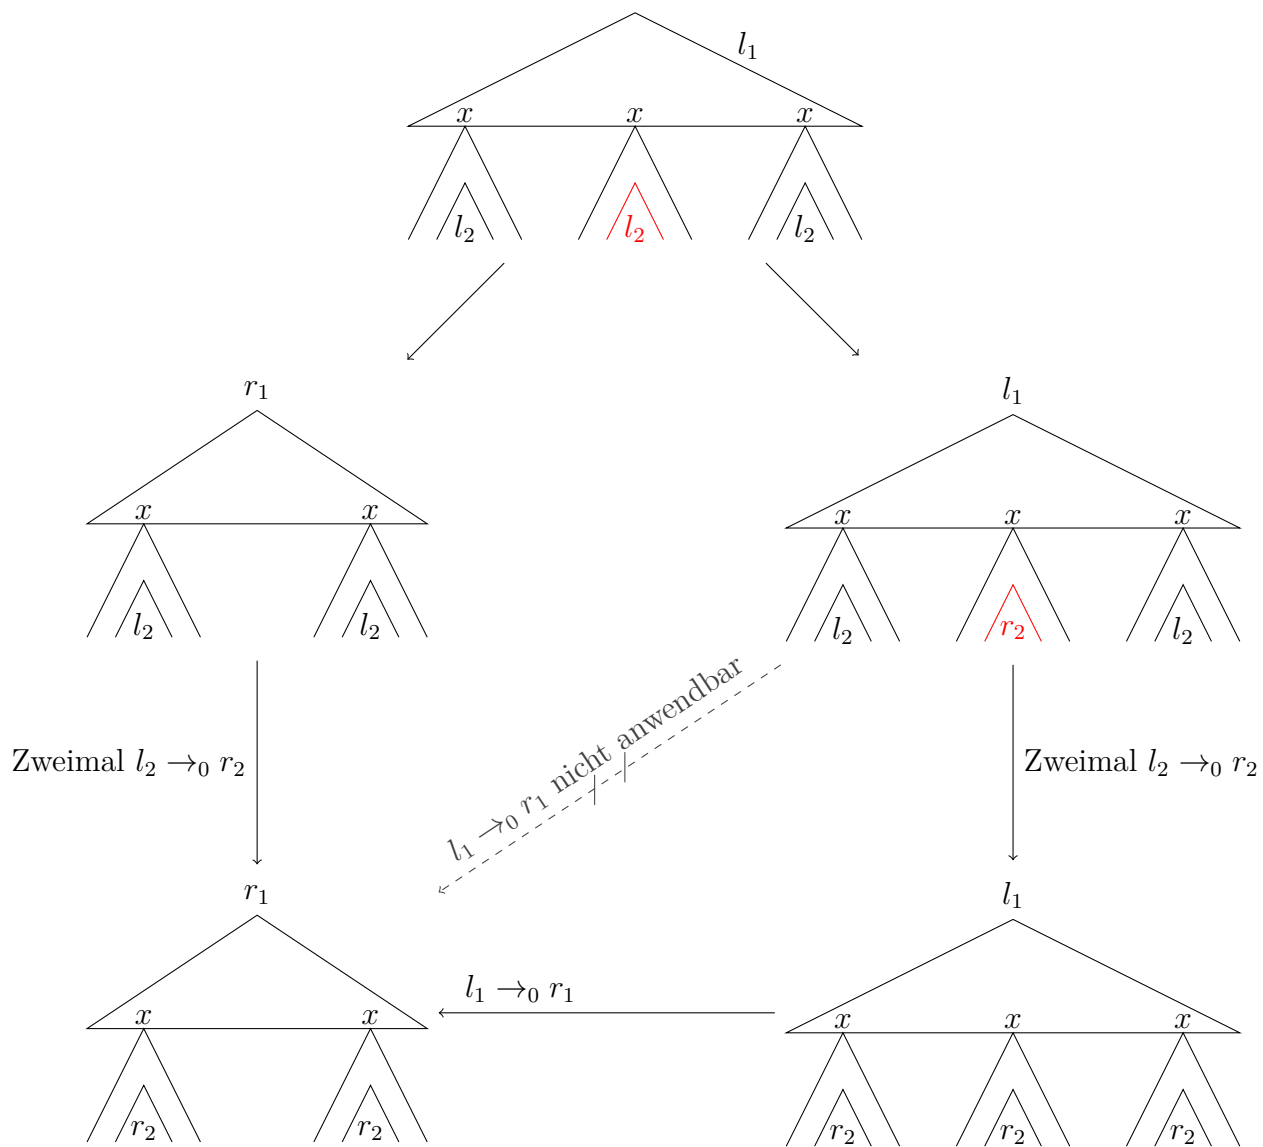 l₁
x x x
l₂ l₂ l₂
r₁ l₁
x x x x x
l₂ l₂ l₂ r₂ l₂
l₁ →₀ r₁ nicht anwendbar
Zweimal l₂ →₀ r₂ Zweimal l₂ →₀ r₂
r₁ l₁
l₁ →₀ r₁
x x x x x
r₂ r₂ r₂ r₂ r₂